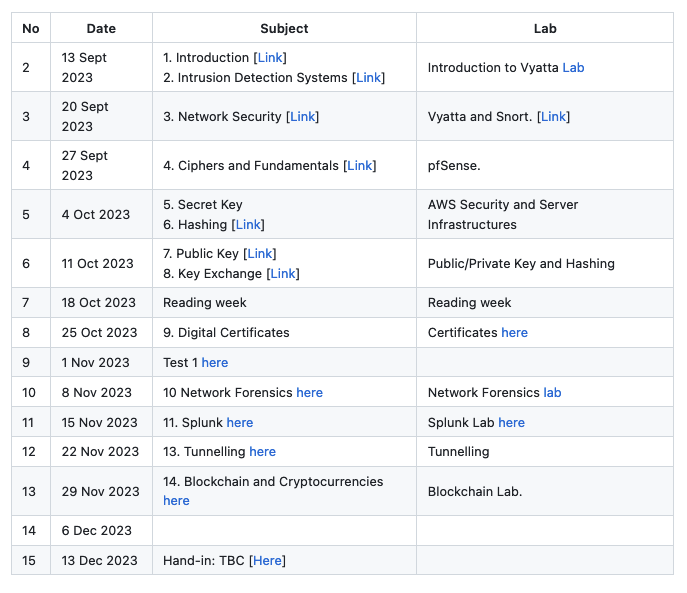 No Date Subject Lab
2 13 Sept 2023 1. Introduction [Link]
2. Intrusion Detection Systems [Link] Introduction to Vyatta Lab
3 20 Sept 2023 3. Network Security [Link] Vyatta and Snort. [Link]
4 27 Sept 2023 4. Ciphers and Fundamentals [Link] pfSense.
5 4 Oct 2023 5. Secret Key
6. Hashing [Link] AWS Security and Server Infrastructures
6 11 Oct 2023 7. Public Key [Link]
8. Key Exchange [Link] Public/Private Key and Hashing
7 18 Oct 2023 Reading week Reading week
8 25 Oct 2023 9. Digital Certificates Certificates here
9 1 Nov 2023 Test 1 here
10 8 Nov 2023 10 Network Forensics here Network Forensics lab
11 15 Nov 2023 11. Splunk here Splunk Lab here
12 22 Nov 2023 13. Tunnelling here Tunnelling
13 29 Nov 2023 14. Blockchain and Cryptocurrencies here Blockchain Lab.
14 6 Dec 2023
15 13 Dec 2023 Hand-in: TBC [Here]